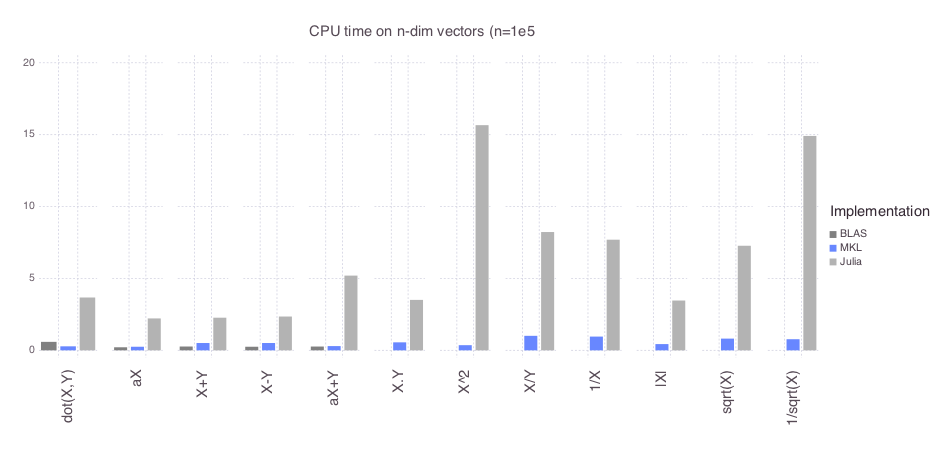 CPU time on n-dim vectors (n=1e5
20
15
10
5
0
dot(X,Y)
aX
X+Y
X-Y
aX+Y
X.Y
X^2
X/Y
1/X
|X|
sqrt(X)
1/sqrt(X)
Implementation
BLAS
MKL
Julia